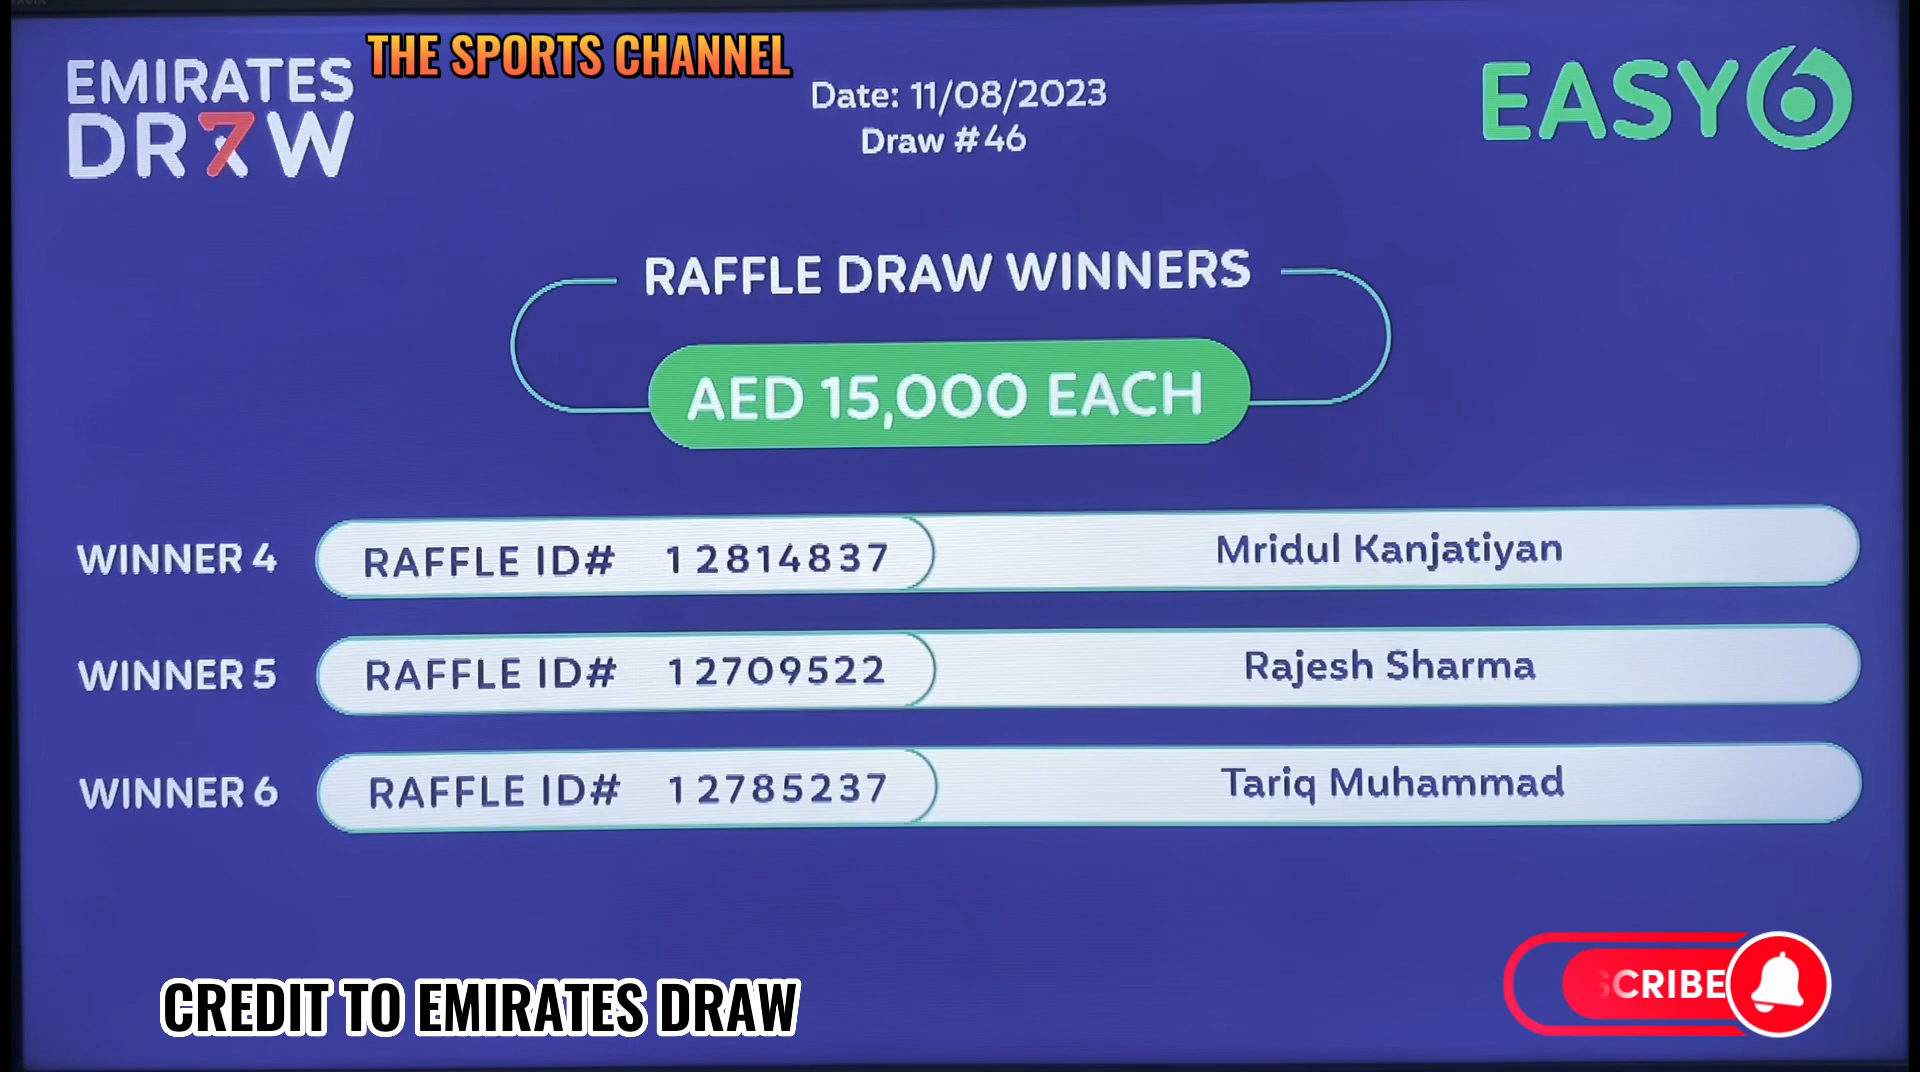 THE SPORTS CHANNEL
EMIRATES
DRAW
Date: 11/08/2023
Draw #46
EASY6
RAFFLE DRAW WINNERS
AED 15,000 EACH
WINNER 4 RAFFLE ID# 12814837 Mridul Kanjatiyan
WINNER 5 RAFFLE ID# 12709522 Rajesh Sharma
WINNER 6 RAFFLE ID# 12785237 Tariq Muhammad
CREDIT TO EMIRATES DRAW
SCRIBE